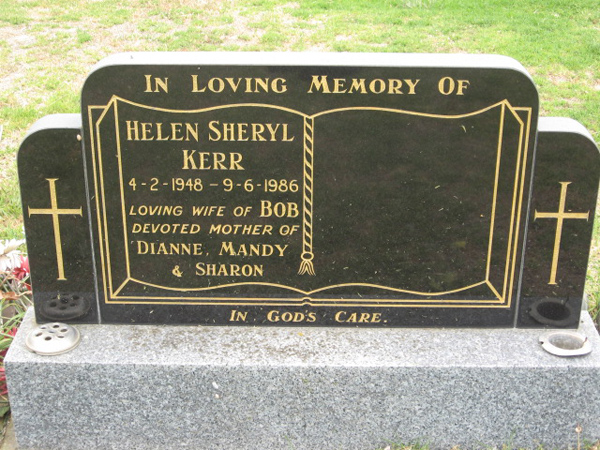 IN LOVING MEMORY OF
HELEN SHERYL
KERR
4-2-1948 - 9-6-1986
LOVING WIFE OF BOB
DEVOTED MOTHER OF
DIANNE, MANDY
& SHARON
IN GOD'S CARE.